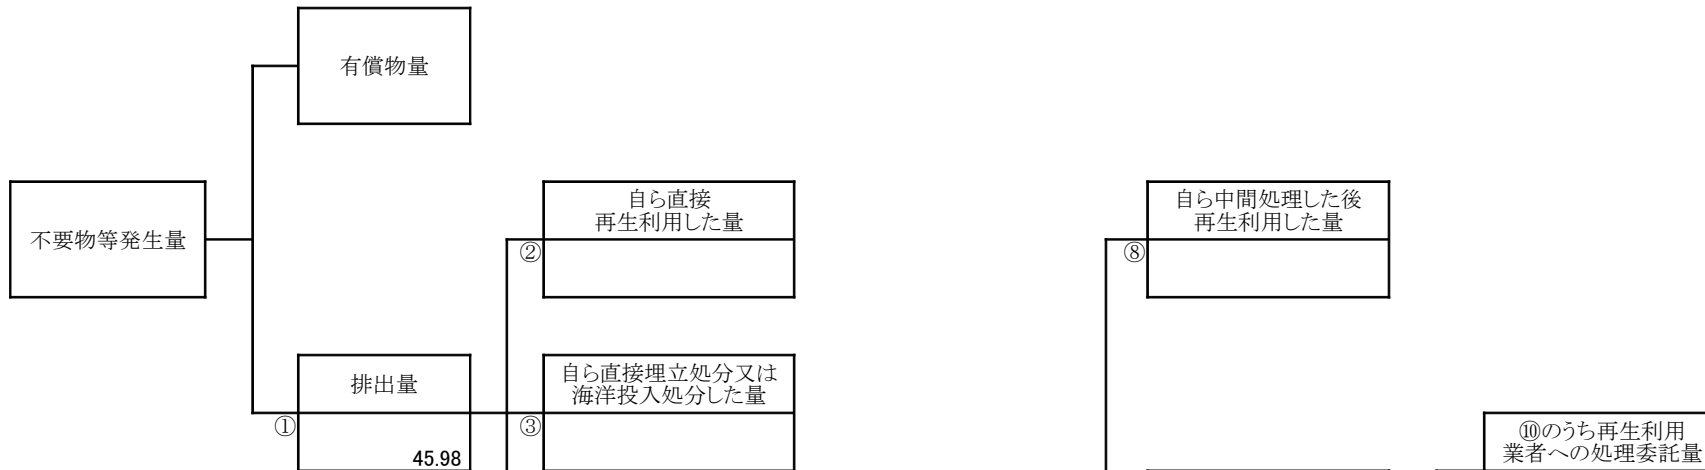 有償物量
不要物等発生量
自ら直接
再生利用した量
②
自ら中間処理した後
再生利用した量
⑧
排出量
①
45.98
自ら直接埋立処分又は
海洋投入処分した量
③
⑩のうち再生利用
業者への処理委託量